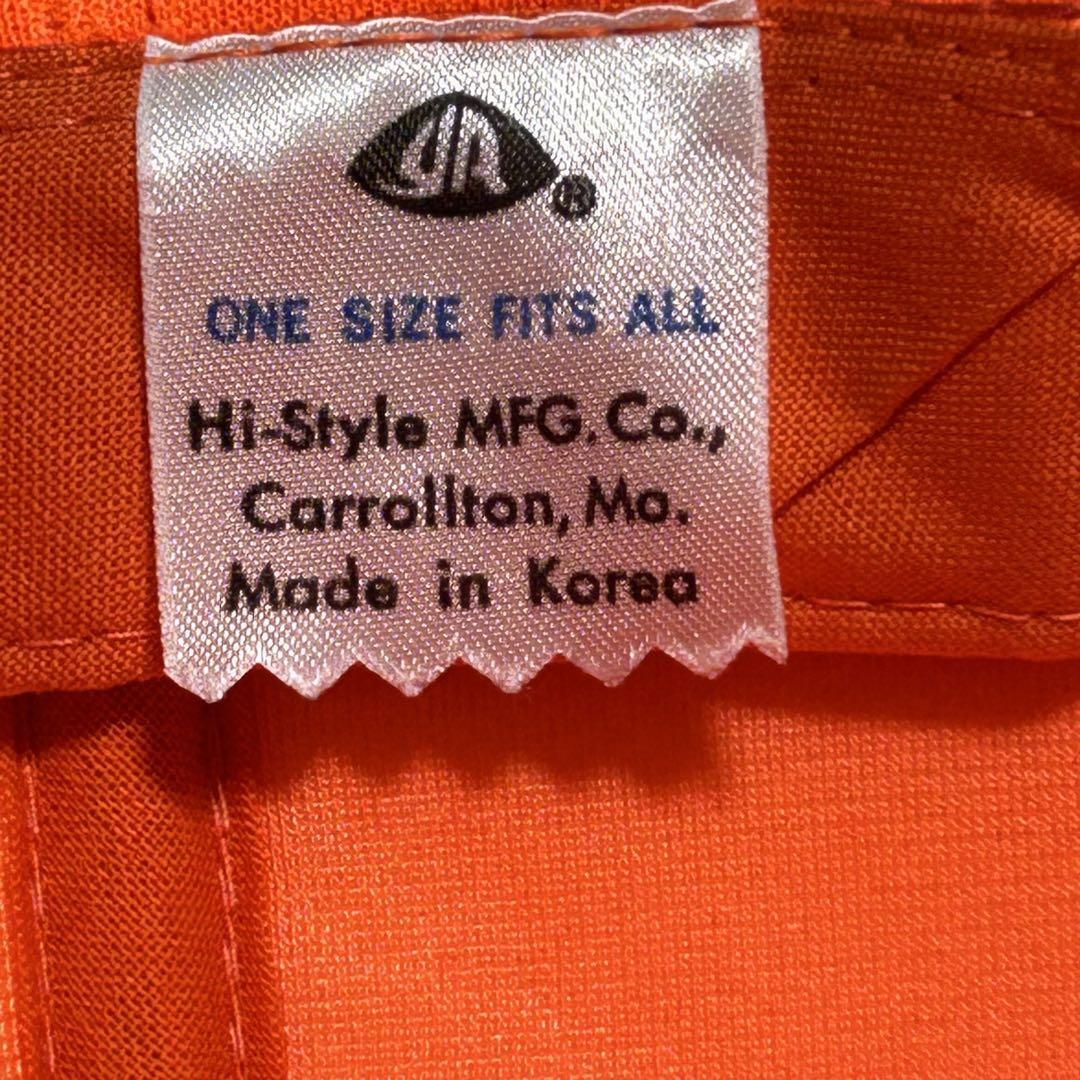 ®
ONE SIZE FITS ALL
Hi-Style MFG. Co.,
Carrollton, Mo.
Made in Korea